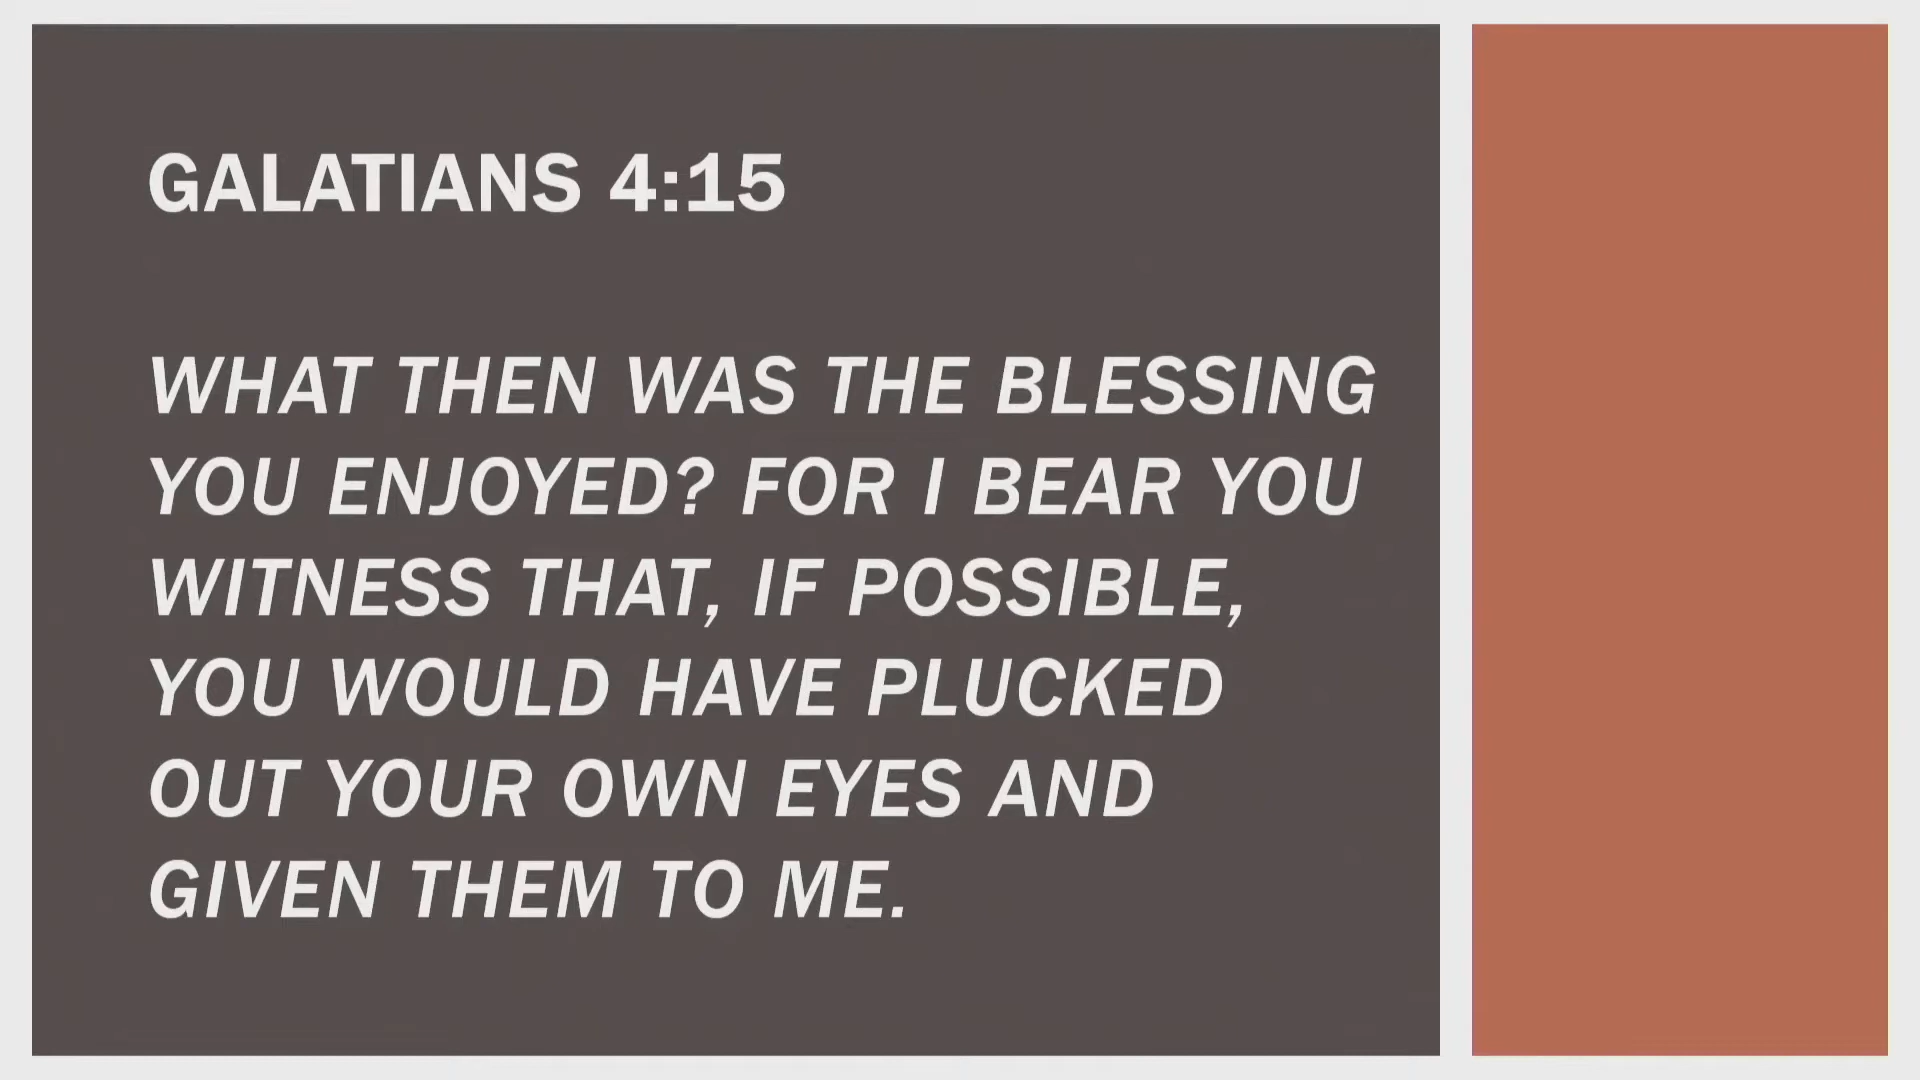 GALATIANS 4:15
WHAT THEN WAS THE BLESSING
YOU ENJOYED? FOR I BEAR YOU
WITNESS THAT, IF POSSIBLE,
YOU WOULD HAVE PLUCKED
OUT YOUR OWN EYES AND
GIVEN THEM TO ME.